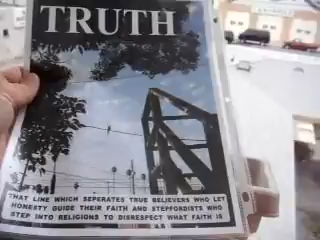 TRUTH
THAT LINE WHICH SEPERATES TRUE BELIEVERS WHO LET
HONESTY GUIDE THEIR FAITH AND STEPFORDISTS WHO
STEP INTO RELIGIONS TO DISRESPECT WHAT FAITH IS